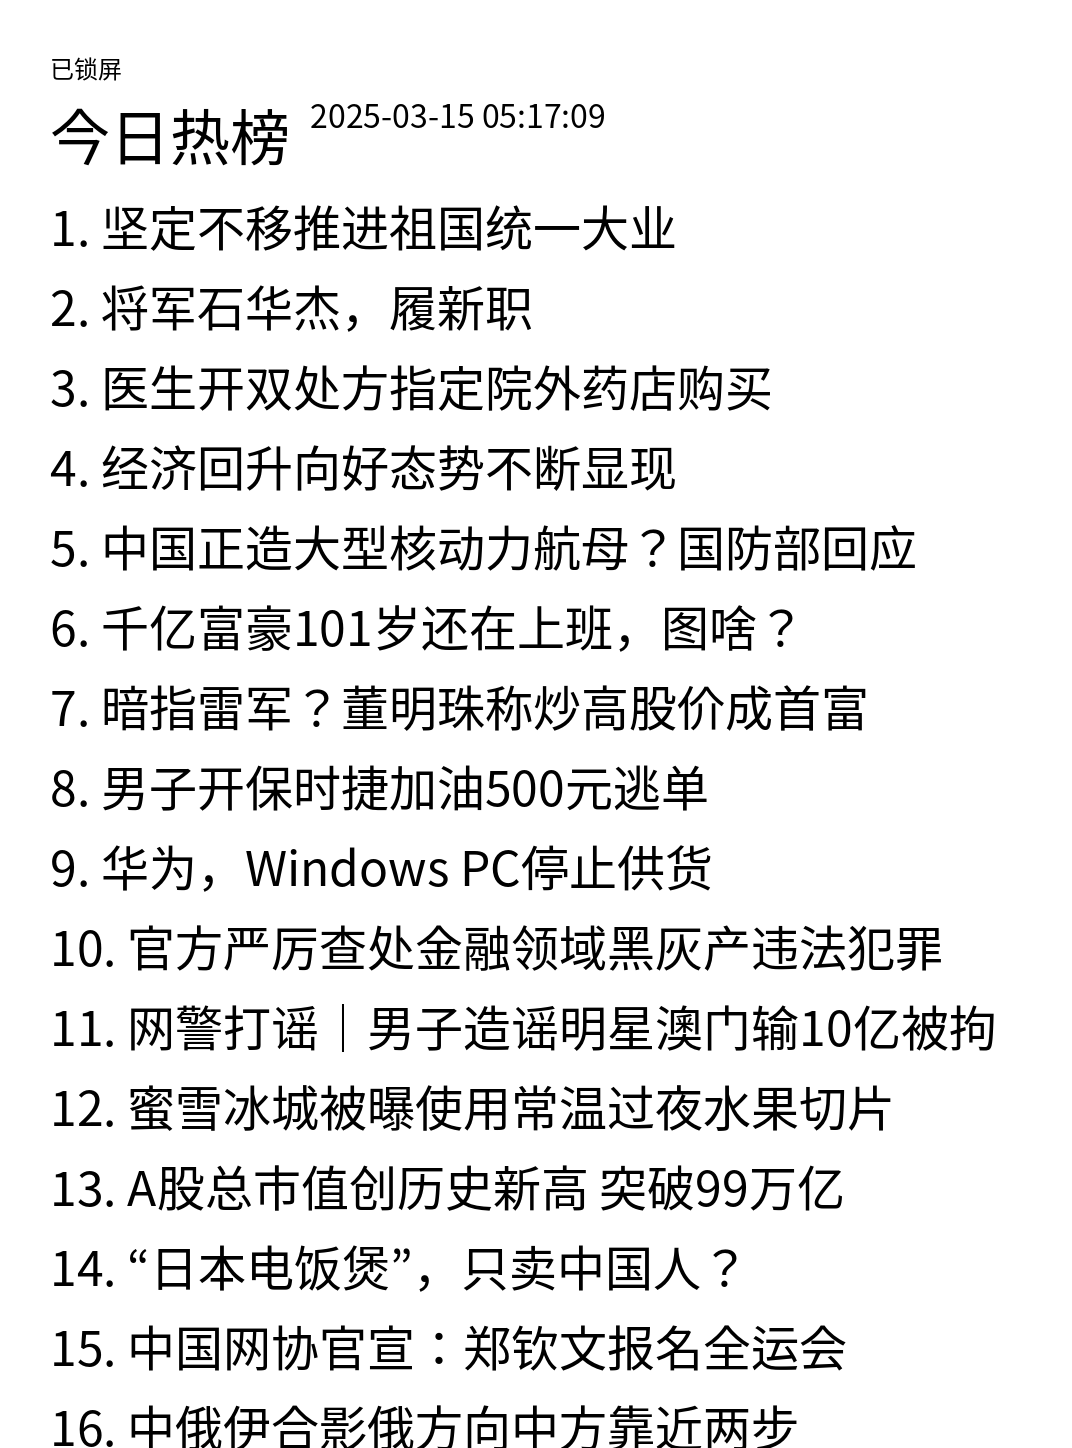 已锁屏
今日热榜 2025-03-15 05:17:09
1. 坚定不移推进祖国统一大业
2. 将军石华杰，履新职
3. 医生开双处方指定院外药店购买
4. 经济回升向好态势不断显现
5. 中国正造大型核动力航母？国防部回应
6. 千亿富豪101岁还在上班，图啥？
7. 暗指雷军？董明珠称炒高股价成首富
8. 男子开保时捷加油500元逃单
9. 华为，Windows PC停止供货
10. 官方严厉查处金融领域黑灰产违法犯罪
11. 网警打谣｜男子造谣明星澳门输10亿被拘
12. 蜜雪冰城被曝使用常温过夜水果切片
13. A股总市值创历史新高 突破99万亿
14. “日本电饭煲”，只卖中国人？
15. 中国网协官宣：郑钦文报名全运会
16. 中俄伊合影俄方向中方靠近两步